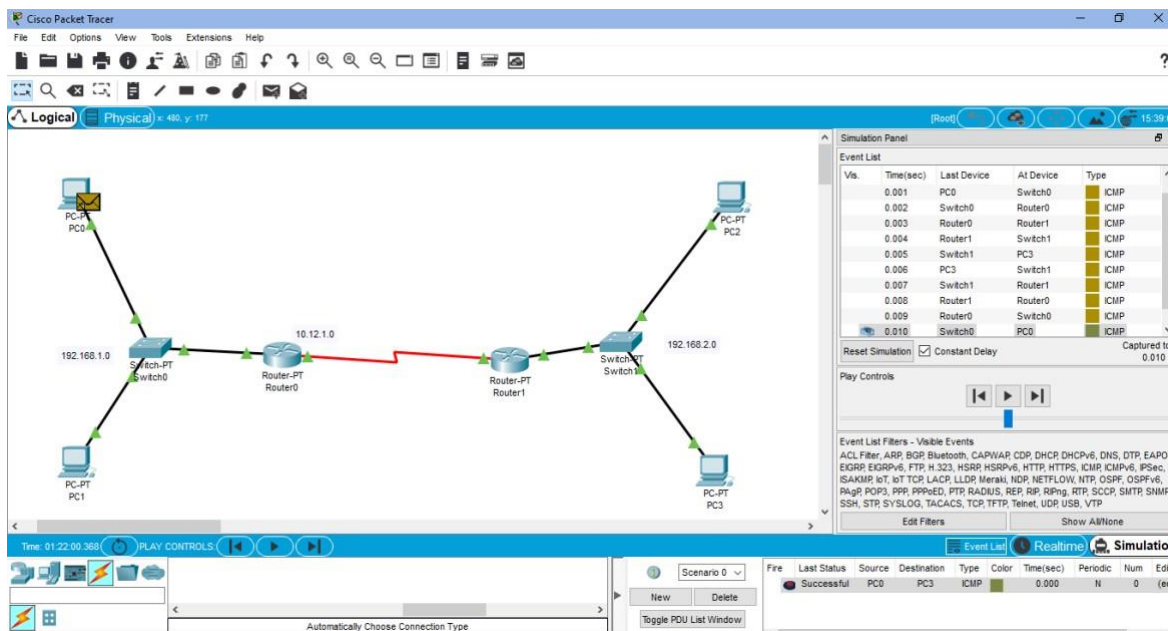 Cisco Packet Tracer
File Edit Options View Tools Extensions Help
?
Logical Physical x: 480, y: 177 [Root]
Simulation Panel
Event List
Vis. Time(sec) Last Device At Device Type
0.001 PC0 Switch0 ICMP
0.002 Switch0 Router0 ICMP
0.003 Router0 Router1 ICMP
0.004 Router1 Switch1 ICMP
0.005 Switch1 PC3 ICMP
0.006 PC3 Switch1 ICMP
0.007 Switch1 Router1 ICMP
0.008 Router1 Router0 ICMP
0.009 Router0 Switch0 ICMP
0.010 Switch0 PC0 ICMP
Reset Simulation Constant Delay Captured to
0.010
Play Controls
Event List Filters - Visible Events
ACL Filter, ARP, BGP, Bluetooth, CAPWAP, CDP, DHCP, DHCPv6, DNS, DTP, EAPO
EIGRP, EIGRPv6, FTP, H.323, HSRP, HSRPv6, HTTP, HTTPS, ICMP, ICMPv6, IPSec,
ISAKMP, IoT, IoT TCP, LACP, LLDP, Meraki, NDP, NETFLOW, NTP, OSPF, OSPFv6,
PAgP, POP3, PPP, PPPoED, PTP, RADIUS, REP, RIP, RIPng, RTP, SCCP, SMTP, SNMP
SSH, STP, SYSLOG, TACACS, TCP, TFTP, Telnet, UDP, USB, VTP
Edit Filters Show All/None
PC-PT
PC0
PC-PT
PC2
10.12.1.0
192.168.1.0
Switch-PT
Switch0
Router-PT
Router0
Router-PT
Router1
192.168.2.0
Switch-PT
Switch1
PC-PT
PC1
PC-PT
PC3
Time: 01:22:00.368 PLAY CONTROLS: Event List Realtime Simulatio
Automatically Choose Connection Type
Scenario 0
New Delete
Toggle PDU List Window
Fire Last Status Source Destination Type Color Time(sec) Periodic Num Edi
Successful PC0 PC3 ICMP 0.000 N 0